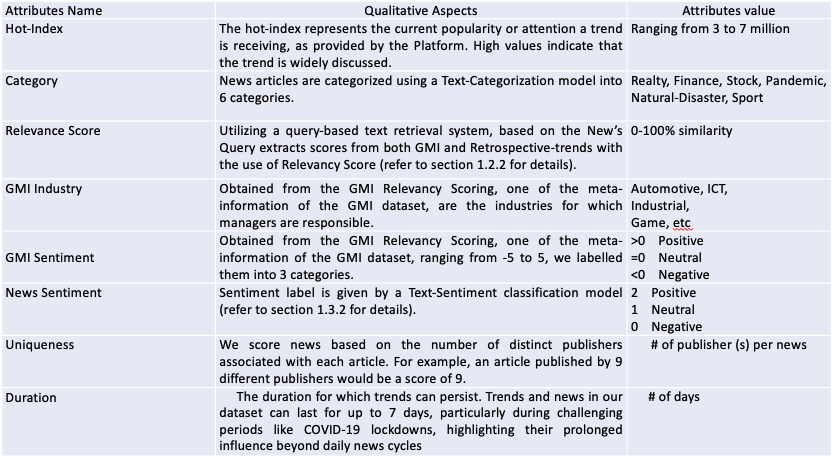 Attributes Name Qualitative Aspects Attributes value
Hot-Index
The hot-index represents the current popularity or attention a trend
is receiving, as provided by the Platform. High values indicate that
the trend is widely discussed.
Ranging from 3 to 7 million
Category
News articles are categorized using a Text-Categorization model into
6 categories.
Realty, Finance, Stock, Pandemic,
Natural-Disaster, Sport
Relevance Score
Utilizing a query-based text retrieval system, based on the New's
Query extracts scores from both GMI and Retrospective-trends with
the use of Relevancy Score (refer to section 1.2.2 for details).
0-100% similarity
GMI Industry
Obtained from the GMI Relevancy Scoring, one of the meta-
information of the GMI dataset, are the industries for which
managers are responsible.
Automotive, ICT,
Industrial,
Game, etc
GMI Sentiment
Obtained from the GMI Relevancy Scoring, one of the meta-
information of the GMI dataset, ranging from -5 to 5, we labelled
them into 3 categories.
>0 Positive
=0 Neutral
<0 Negative
News Sentiment
Sentiment label is given by a Text-Sentiment classification model
(refer to section 1.3.2 for details).
2 Positive
1 Neutral
0 Negative
Uniqueness
We score news based on the number of distinct publishers
associated with each article. For example, an article published by 9
different publishers would be a score of 9.
# of publisher (s) per news
Duration
The duration for which trends can persist. Trends and news in our
dataset can last for up to 7 days, particularly during challenging
periods like COVID-19 lockdowns, highlighting their prolonged
influence beyond daily news cycles
# of days